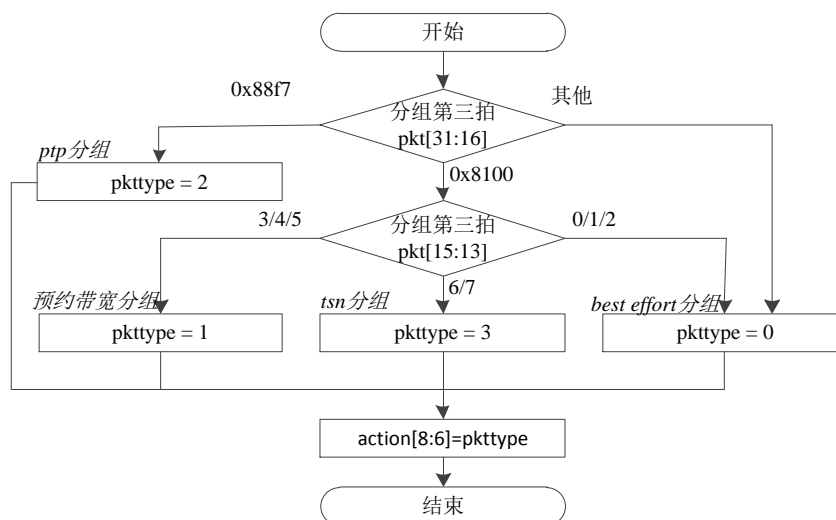 开始
0x88f7
其他
分组第三拍
pkt[31:16]
ptp分组
pkttype = 2
0x8100
3/4/5
分组第三拍
pkt[15:13]
0/1/2
6/7
预约带宽分组
tsn分组
best effort分组
pkttype = 1
pkttype = 3
pkttype = 0
action[8:6]=pkttype
结束